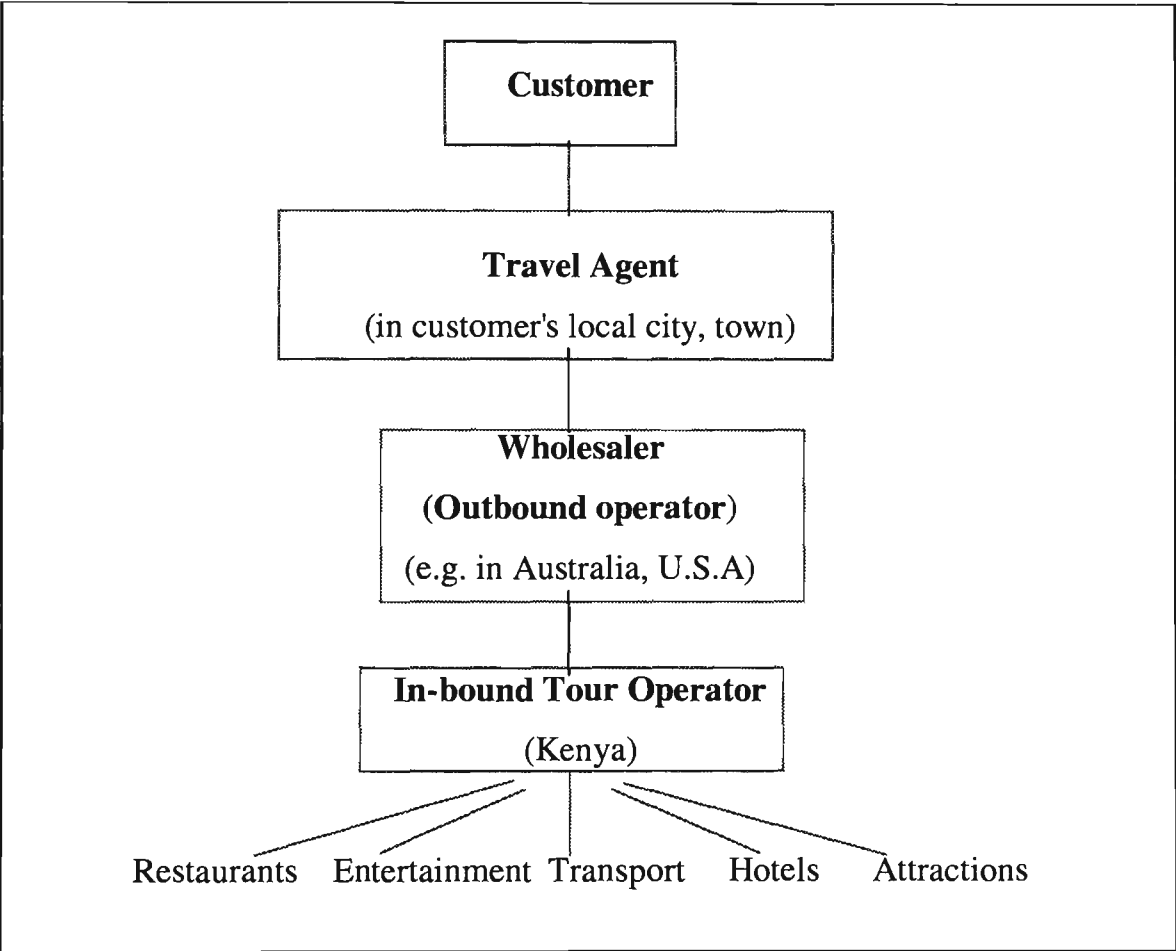 Customer
Travel Agent
(in customer's local city, town)
Wholesaler
(Outbound operator)
(e.g. in Australia, U.S.A)
In-bound Tour Operator
(Kenya)
Restaurants Entertainment Transport Hotels Attractions